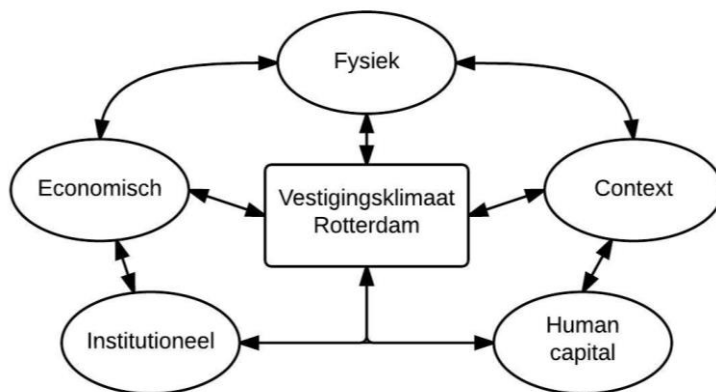 Fysiek
Economisch
Vestigingsklimaat
Rotterdam
Context
Institutioneel
Human
capital